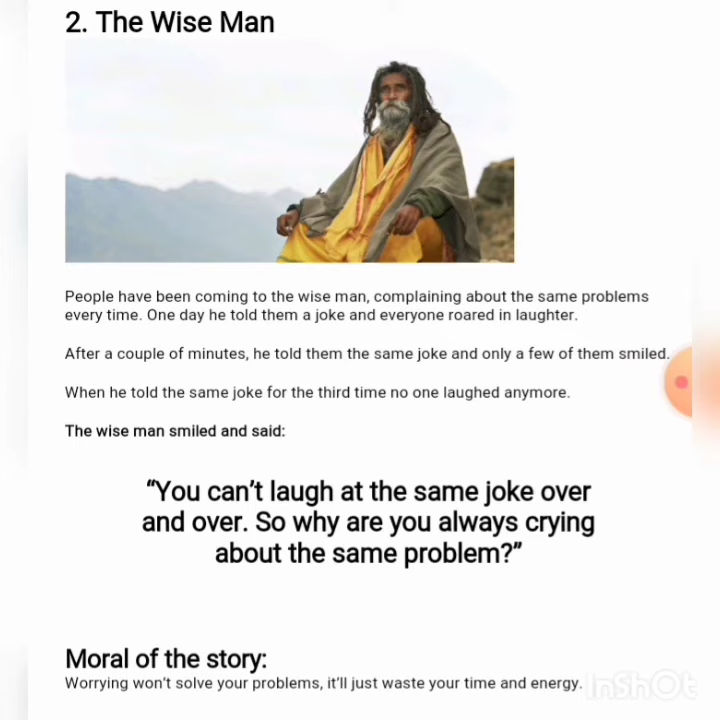 2. The Wise Man
People have been coming to the wise man, complaining about the same problems
every time. One day he told them a joke and everyone roared in laughter.
After a couple of minutes, he told them the same joke and only a few of them smiled.
When he told the same joke for the third time no one laughed anymore.
The wise man smiled and said:
“You can’t laugh at the same joke over
and over. So why are you always crying
about the same problem?”
Moral of the story:
Worrying won’t solve your problems, it’ll just waste your time and energy.
InShOt